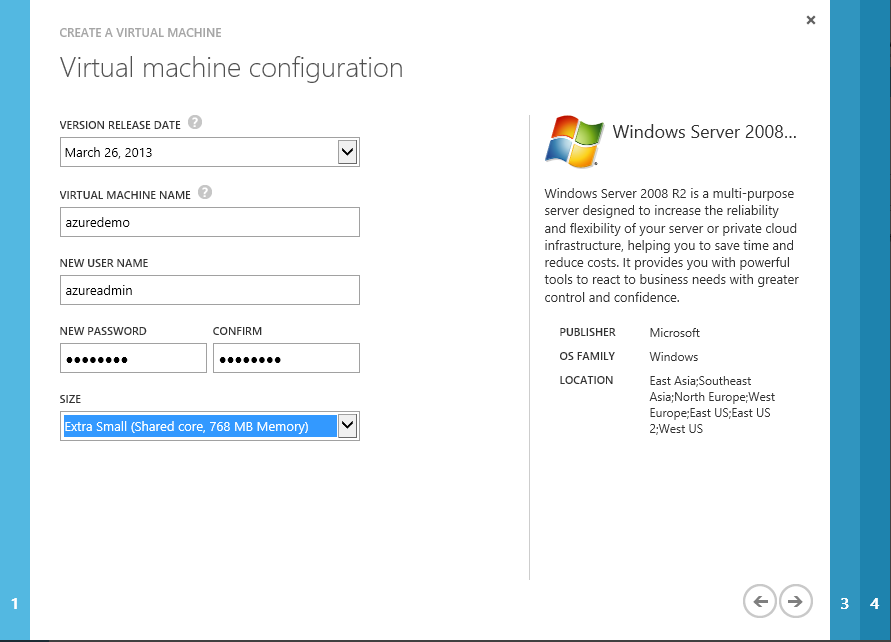 CREATE A VIRTUAL MACHINE
Virtual machine configuration
VERSION RELEASE DATE ?
March 26, 2013
VIRTUAL MACHINE NAME ?
azuredemo
NEW USER NAME
azureadmin
NEW PASSWORD CONFIRM
●●●●●●●● ●●●●●●●●
SIZE
Extra Small (Shared core, 768 MB Memory)
Windows Server 2008...
Windows Server 2008 R2 is a multi-purpose
server designed to increase the reliability
and flexibility of your server or private cloud
infrastructure, helping you to save time and
reduce costs. It provides you with powerful
tools to react to business needs with greater
control and confidence.
PUBLISHER Microsoft
OS FAMILY Windows
LOCATION East Asia;Southeast
Asia;North Europe;West
Europe;East US;East US
2;West US
1
3 4